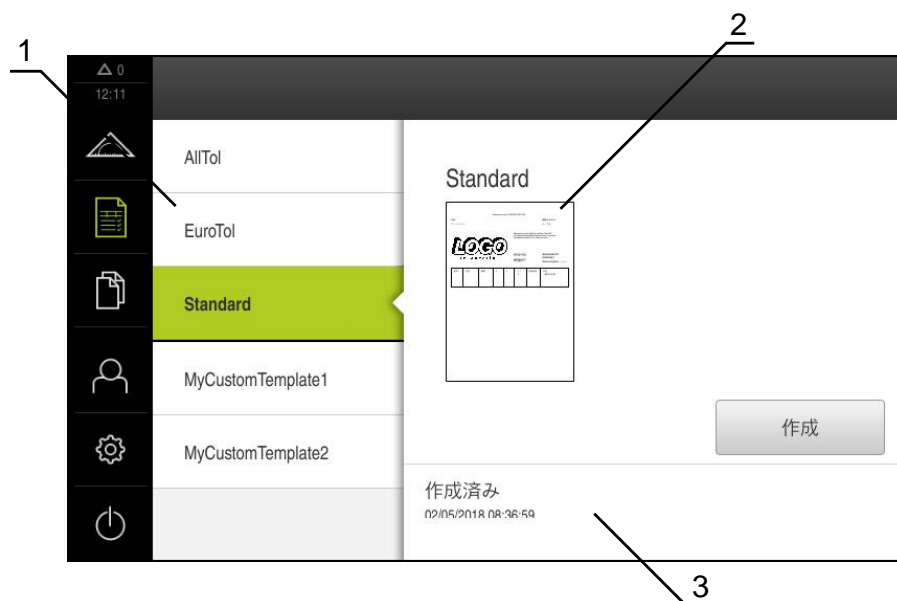 1
2
△ 0
12:11
AllTol
EuroTol
Standard
MyCustomTemplate1
MyCustomTemplate2
Standard
LOGO
作成
作成済み
02/05/2018 08:36:59
3